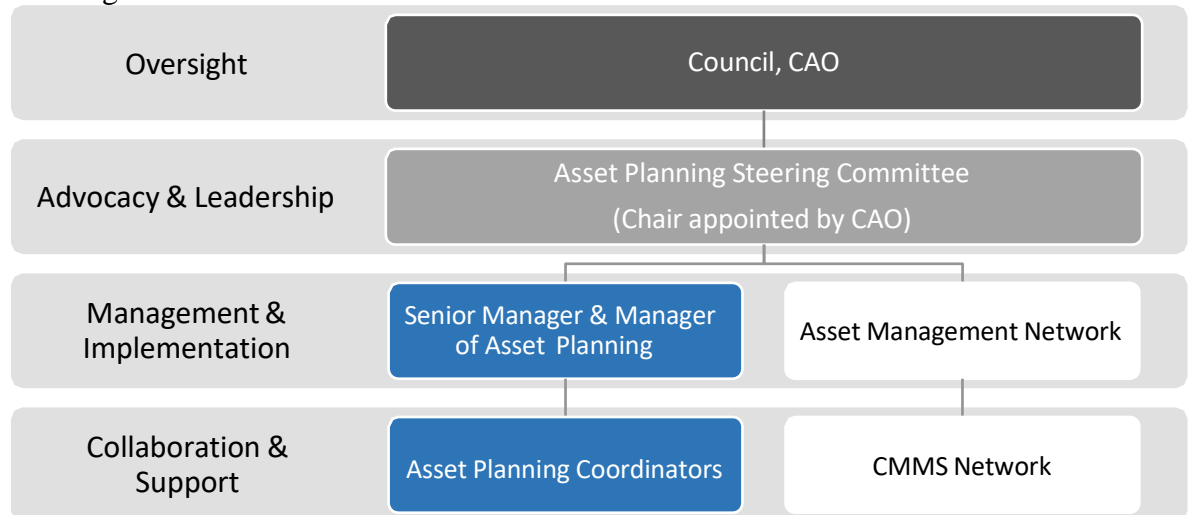 Oversight
Council, CAO
Advocacy & Leadership
Asset Planning Steering Committee
(Chair appointed by CAO)
Management &
Implementation
Senior Manager & Manager
of Asset Planning
Asset Management Network
Collaboration &
Support
Asset Planning Coordinators
CMMS Network